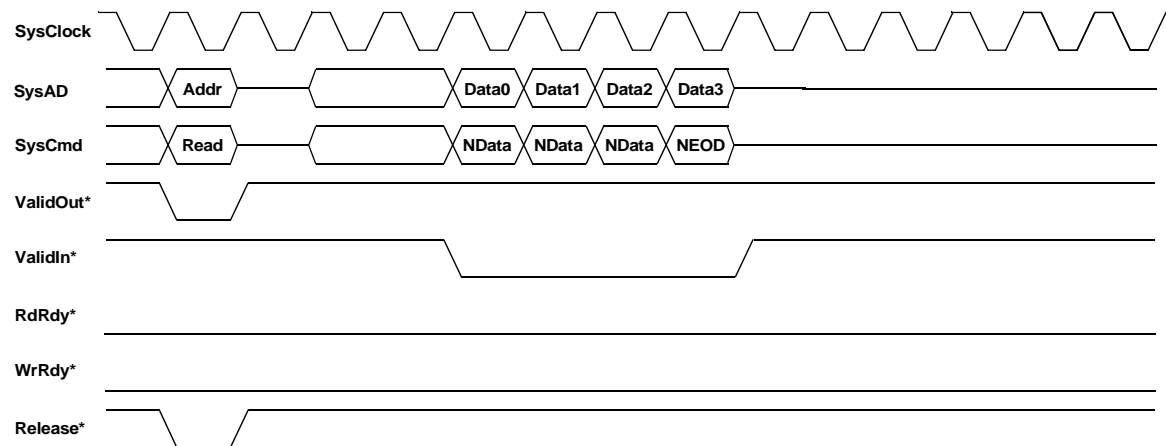 SysClock
SysAD Addr Data0 Data1 Data2 Data3
SysCmd Read NData NData NData NEOD
ValidOut*
ValidIn*
RdRdy*
WrRdy*
Release*